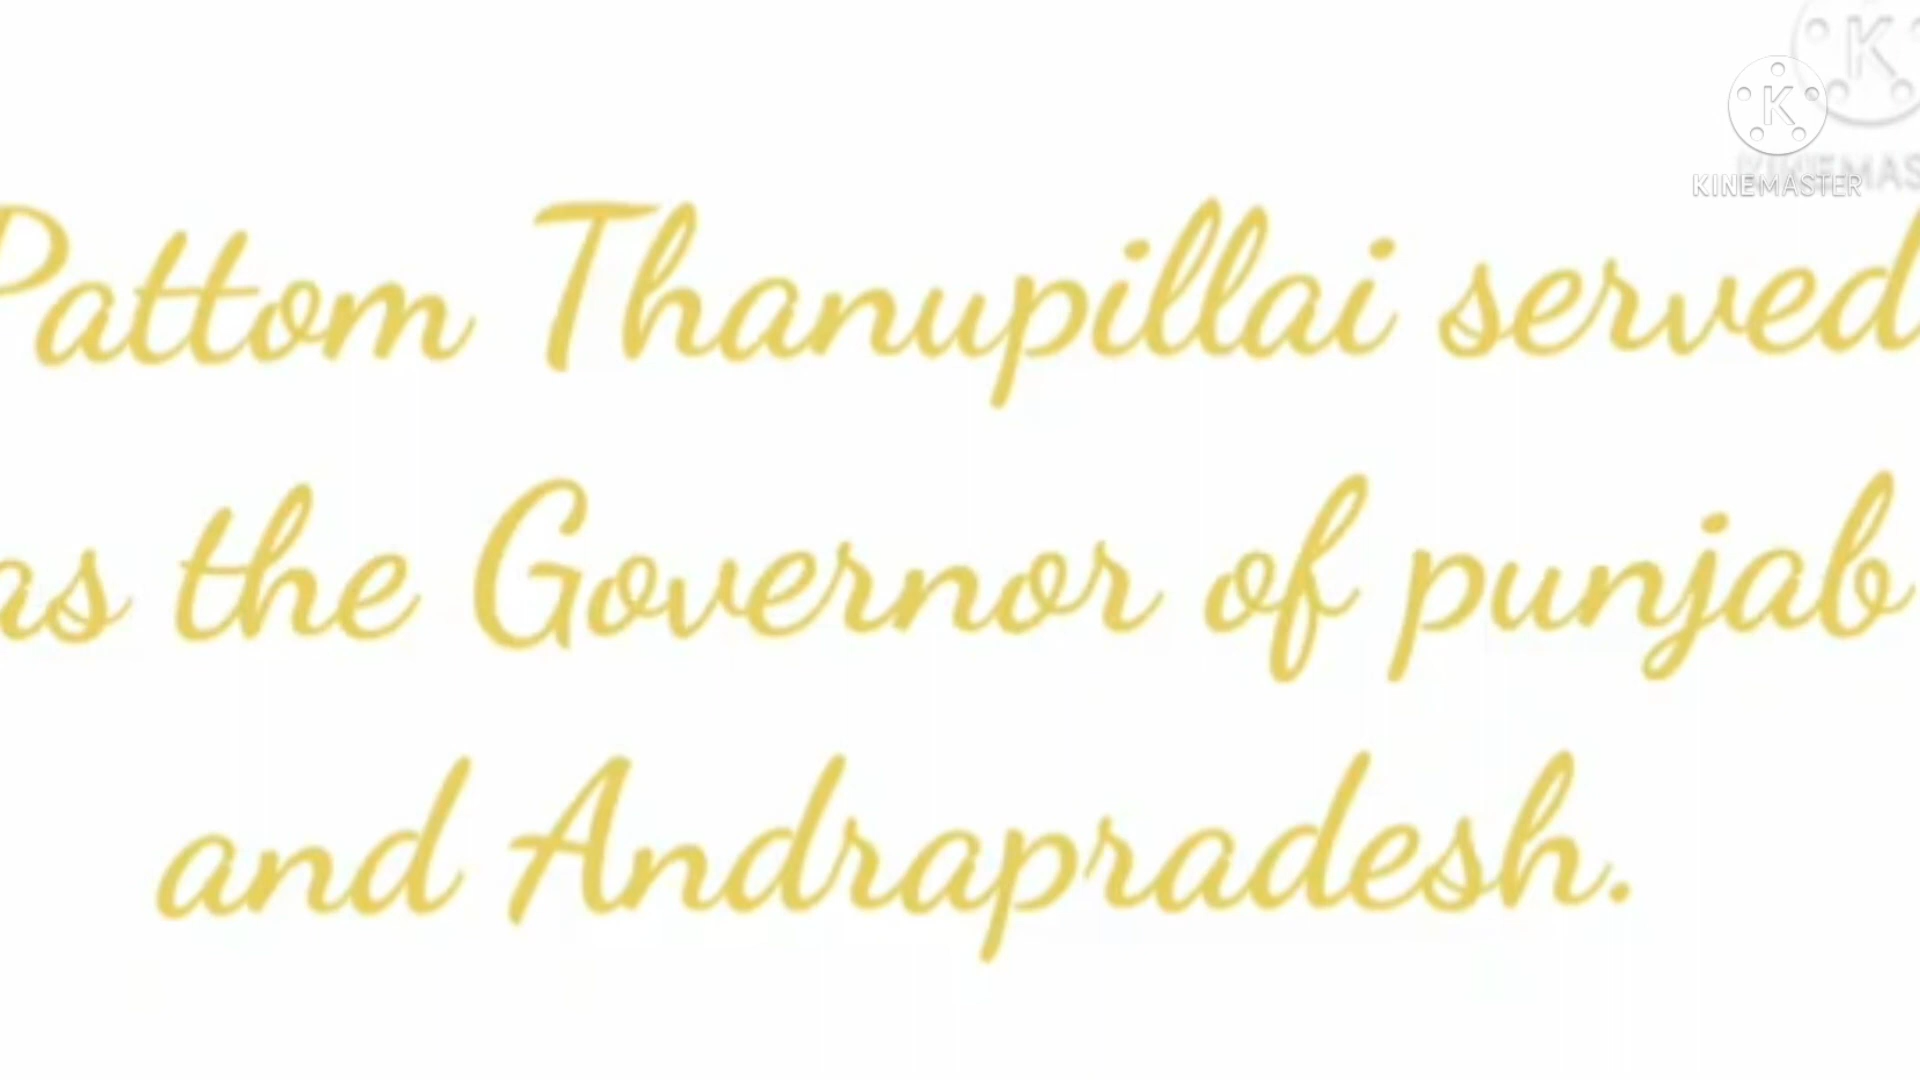 KINEMASTER
Pattom Thanupillai served
as the Governor of punjab
and Andrapradesh.